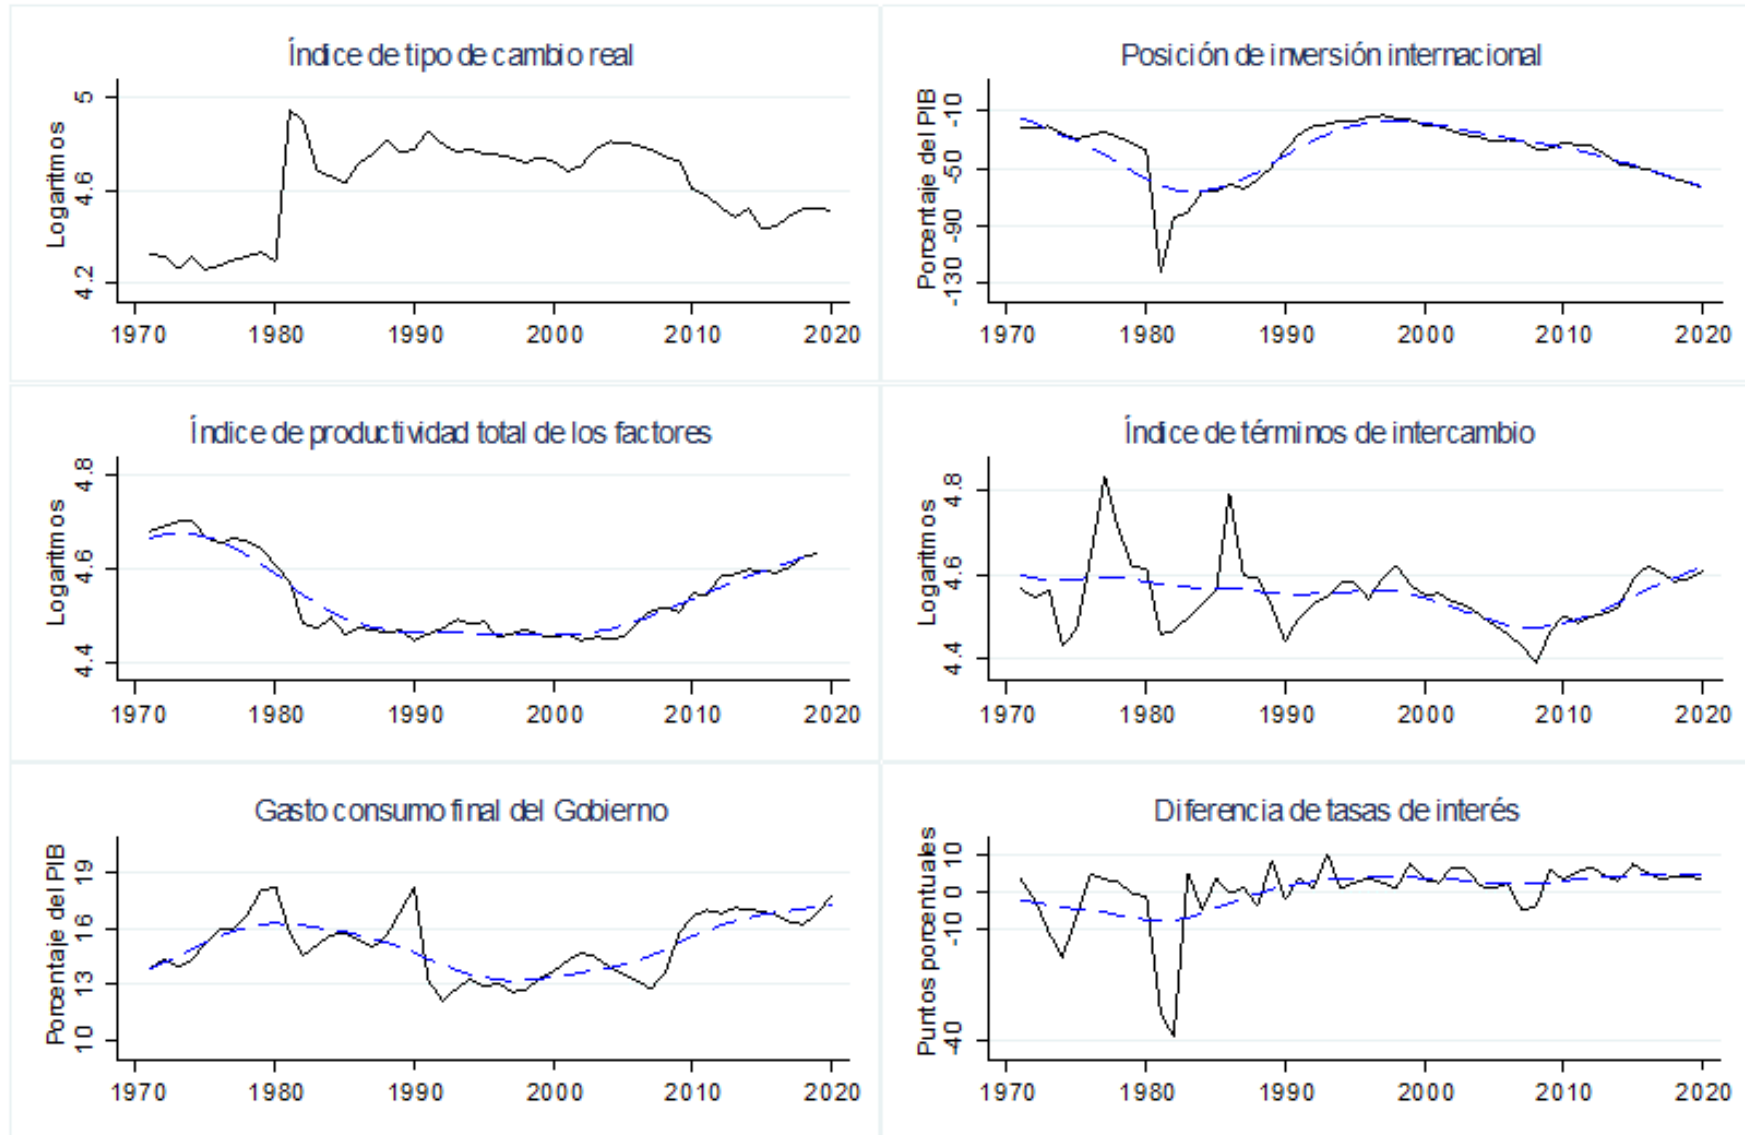 Índice de tipo de cambio real
Logaritmos
5
4.6
4.2
1970 1980 1990 2000 2010 2020
Posición de inversión internacional
Porcentaje del PIB
-10
-50
-90
-130
1970 1980 1990 2000 2010 2020
Índice de productividad total de los factores
Logaritmos
4.8
4.6
4.4
1970 1980 1990 2000 2010 2020
Índice de términos de intercambio
Logaritmos
4.8
4.6
4.4
1970 1980 1990 2000 2010 2020
Gasto consumo final del Gobierno
Porcentaje del PIB
19
16
13
10
1970 1980 1990 2000 2010 2020
Diferencia de tasas de interés
Puntos porcentuales
10
0
-10
-40
1970 1980 1990 2000 2010 2020